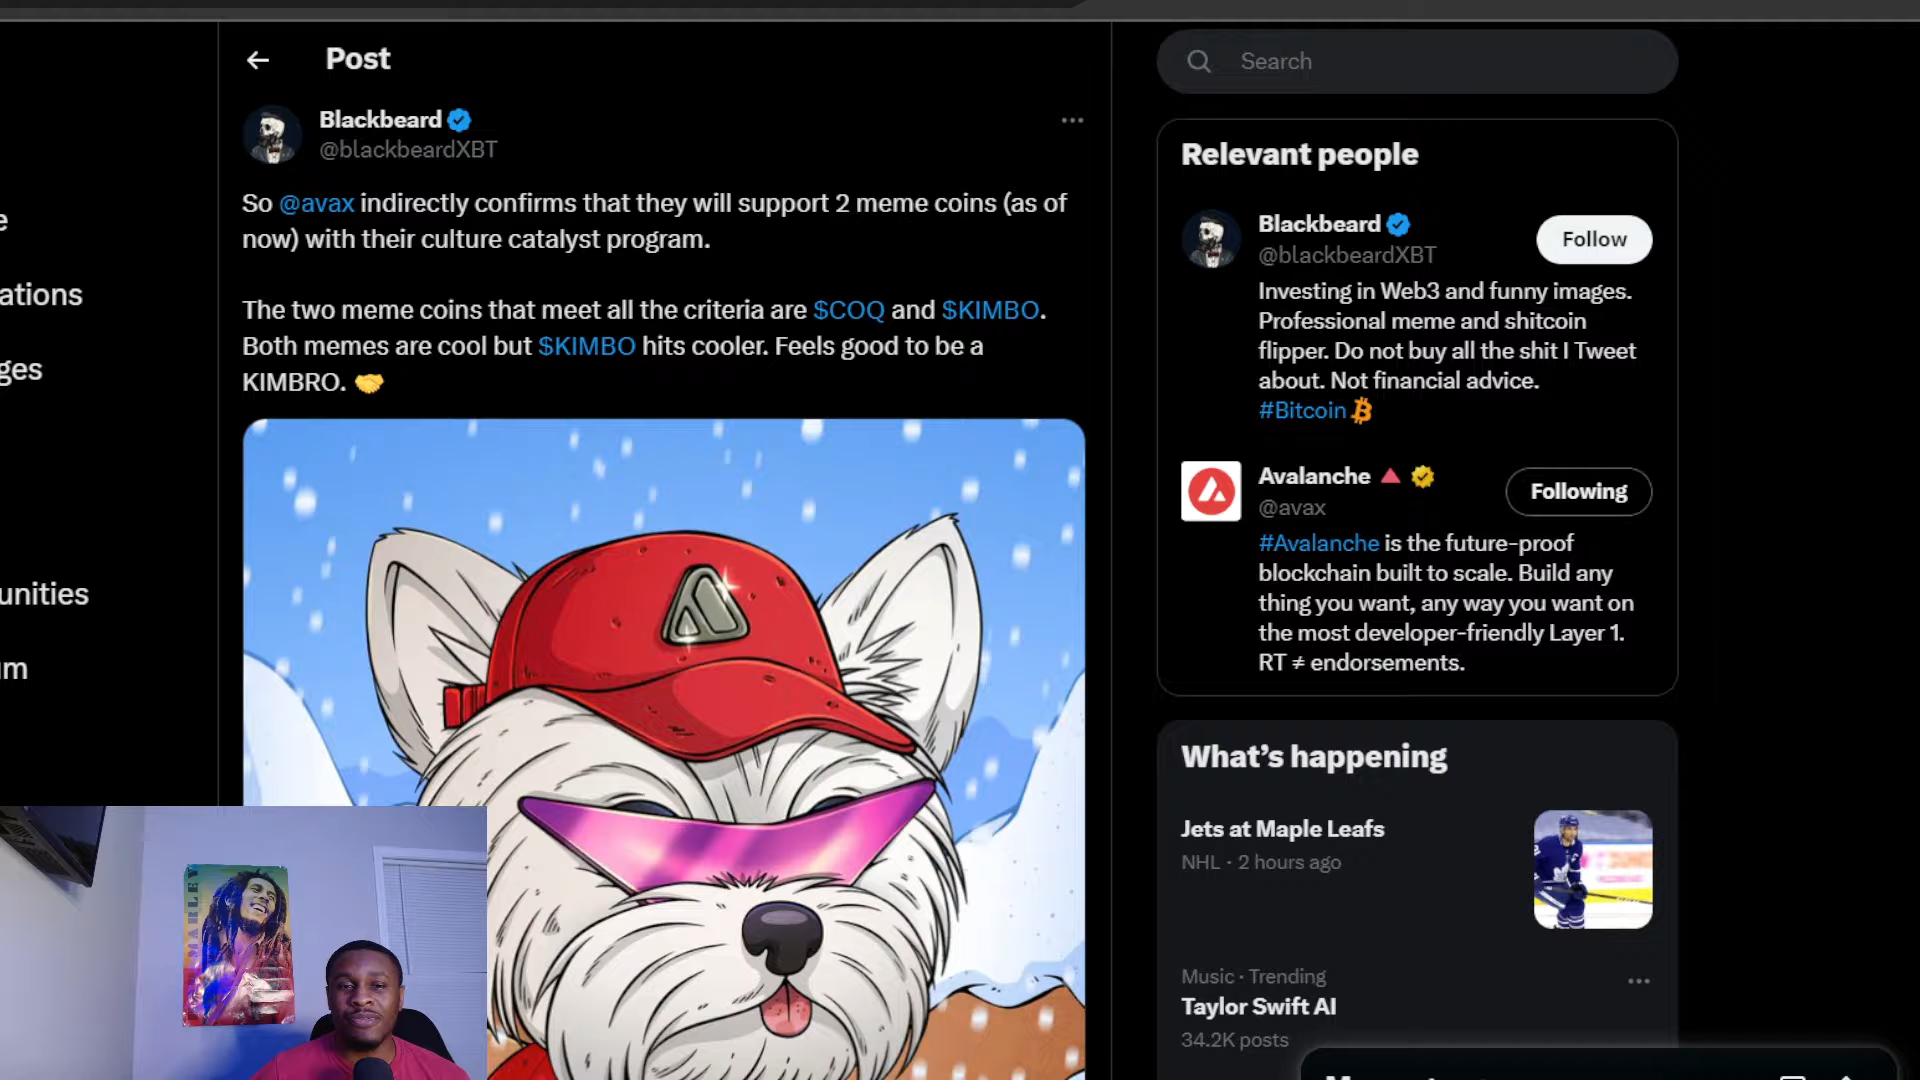 Post
Search
Blackbeard
@blackbeardXBT
So @avax indirectly confirms that they will support 2 meme coins (as of
now) with their culture catalyst program.
The two meme coins that meet all the criteria are $COQ and $KIMBO.
Both memes are cool but $KIMBO hits cooler. Feels good to be a
KIMBRO. 🤝
e
ations
ges
unities
um
MARLEY
Relevant people
Blackbeard
@blackbeardXBT
Follow
Investing in Web3 and funny images.
Professional meme and shitcoin
flipper. Do not buy all the shit I Tweet
about. Not financial advice.
#Bitcoin
Avalanche 🔺
@avax
Following
#Avalanche is the future-proof
blockchain built to scale. Build any
thing you want, any way you want on
the most developer-friendly Layer 1.
RT ≠ endorsements.
What's happening
Jets at Maple Leafs
NHL · 2 hours ago
Music · Trending
Taylor Swift AI
34.2K posts